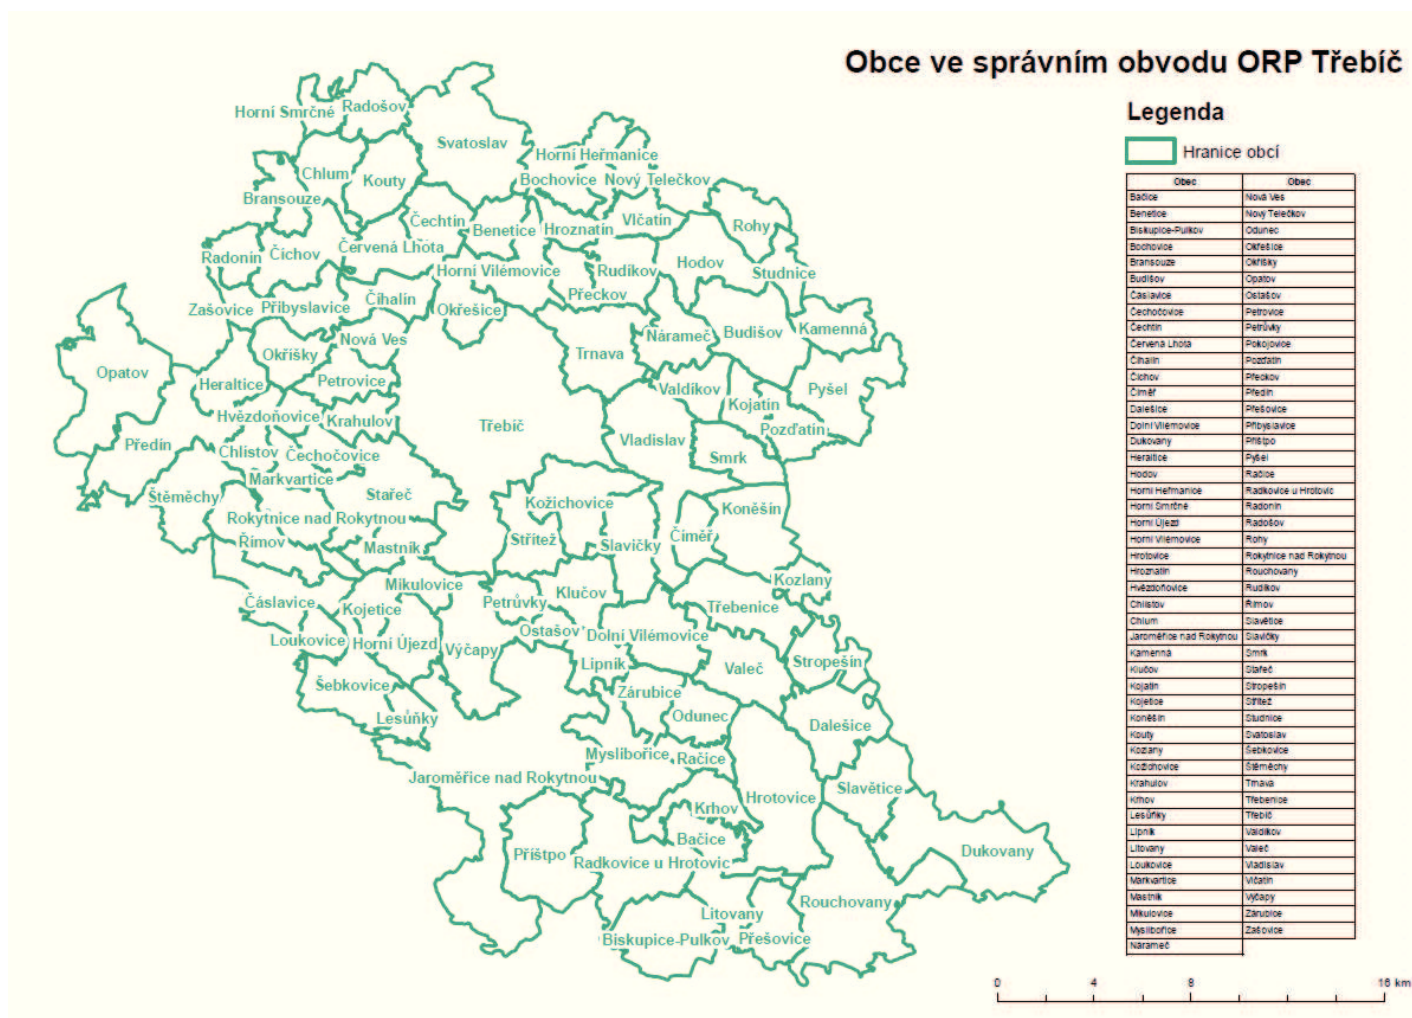 Obce ve správním obvodu ORP Třebíč
Legenda
Hranice obcí
Obec Obec
Bačice Nová Ves
Benetice Nový Telečkov
Biskupice-Pulkov Odunec
Bochovice Okřešice
Bransouze Okříšky
Budišov Opatov
Čáslavice Ostašov
Čechočovice Petrovice
Čechtín Petrůvky
Červená Lhota Pokojovice
Číhalín Pozďatín
Číchov Přeckov
Číměř Předín
Dalešice Přešovice
Dolní Vilémovice Přibyslavice
Dukovany Příštpo
Heraltice Pyšel
Hodov Račice
Horní Heřmanice Radkovice u Hrotovic
Horní Smrčné Radonín
Horní Újezd Radošov
Horní Vilémovice Rohy
Hrotovice Rokytnice nad Rokytnou
Hroznatín Rouchovany
Hvězdoňovice Rudíkov
Chlístov Římov
Chlum Slavětice
Jaroměřice nad Rokytnou Slavičky
Kamenná Smrk
Klučov Stařeč
Kojatín Stropešín
Kojetice Střítež
Koněšín Studnice
Kouty Svatoslav
Kozlany Šebkovice
Kožichovice Štěměchy
Krahulov Trnava
Krhov Třebenice
Lesůňky Třebíč
Lipník Valdíkov
Litovany Valeč
Loukovice Vladislav
Markvartice Vlčatín
Mastník Výčapy
Mikulovice Zárubice
Myslibořice Zašovice
Nárameč
Horní Smrčné
Radošov
Svatoslav
Horní Heřmanice
Chlum
Kouty
Bochovice
Nový Telečkov
Bransouze
Čechtín
Benetice
Hroznatín
Vlčatín
Rohy
Radonín
Číchov
Červená Lhota
Horní Vilémovice
Rudíkov
Hodov
Studnice
Přeckov
Zašovice
Přibyslavice
Číhalín
Okřešice
Opatov
Okříšky
Nová Ves
Trnava
Nárameč
Budišov
Kamenná
Heraltice
Petrovice
Valdíkov
Kojatín
Pyšel
Hvězdoňovice
Krahulov
Třebíč
Vladislav
Pozďatín
Předín
Chlístov
Čechočovice
Smrk
Markvartice
Štěměchy
Stařeč
Kožichovice
Koněšín
Rokytnice nad Rokytnou
Římov
Mastník
Střítež
Slavičky
Číměř
Mikulovice
Kozlany
Čáslavice
Kojetice
Petrůvky
Klučov
Třebenice
Loukovice
Horní Újezd
Výčapy
Ostašov
Dolní Vilémovice
Lipník
Valeč
Stropešín
Šebkovice
Zárubice
Lesůňky
Odunec
Dalešice
Myslibořice
Račice
Jaroměřice nad Rokytnou
Hrotovice
Slavětice
Krhov
Bačice
Příštpo
Radkovice u Hrotovic
Dukovany
Rouchovany
Litovany
Biskupice-Pulkov
Přešovice
0 4 8 16 km